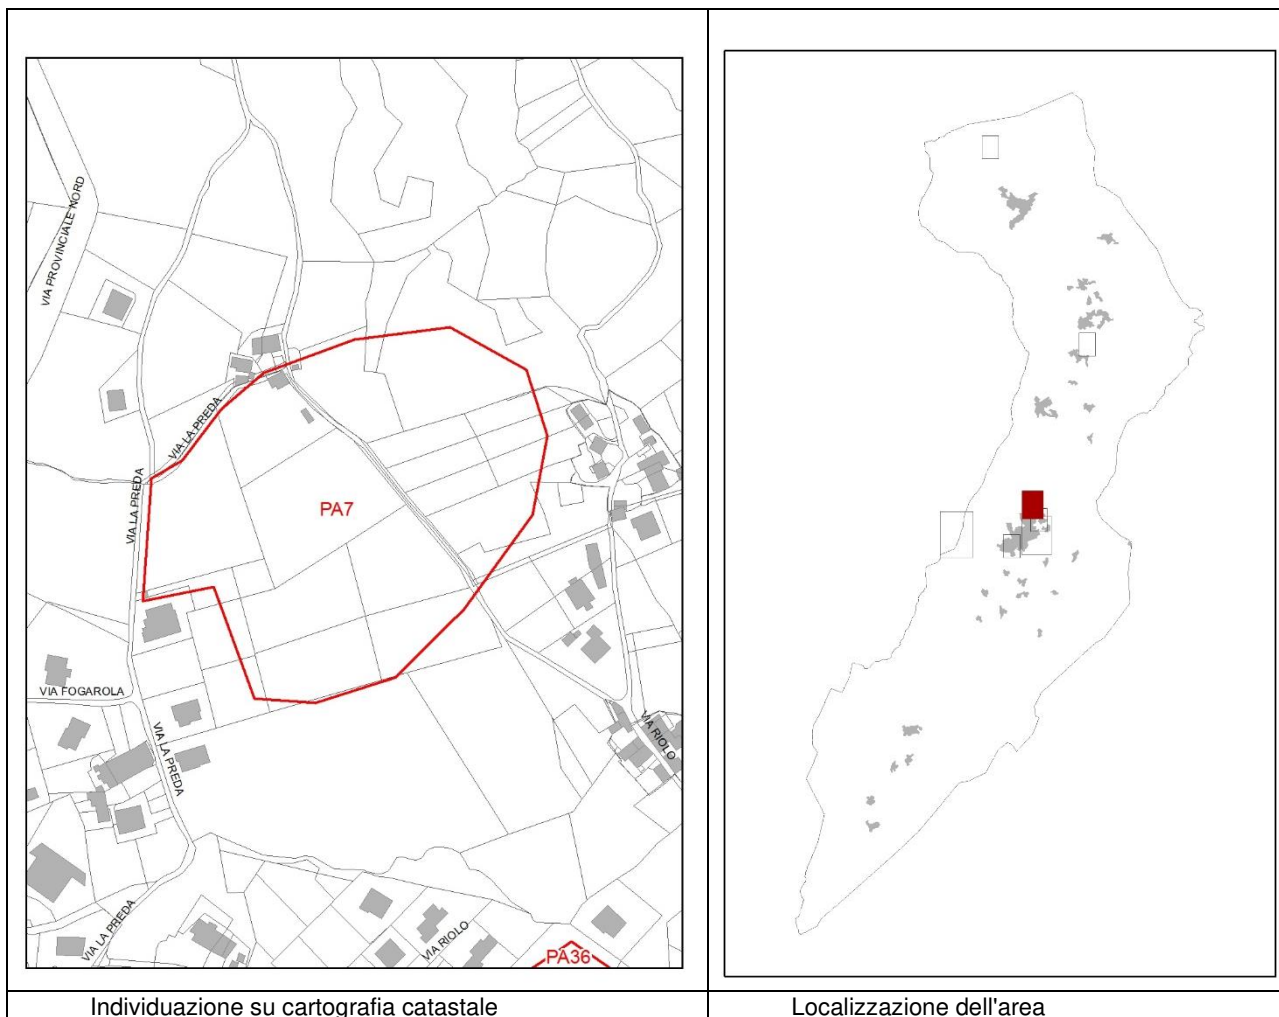 VIA PROVINCIALE NORD
VIA LA PREDA
VIA LA PREDA
PA7
VIA FOGAROLA
VIA LA PREDA
VIA RIOLO
VIA LA PREDA
VIA RIOLO
PA36
Individuazione su cartografia catastale
Localizzazione dell'area